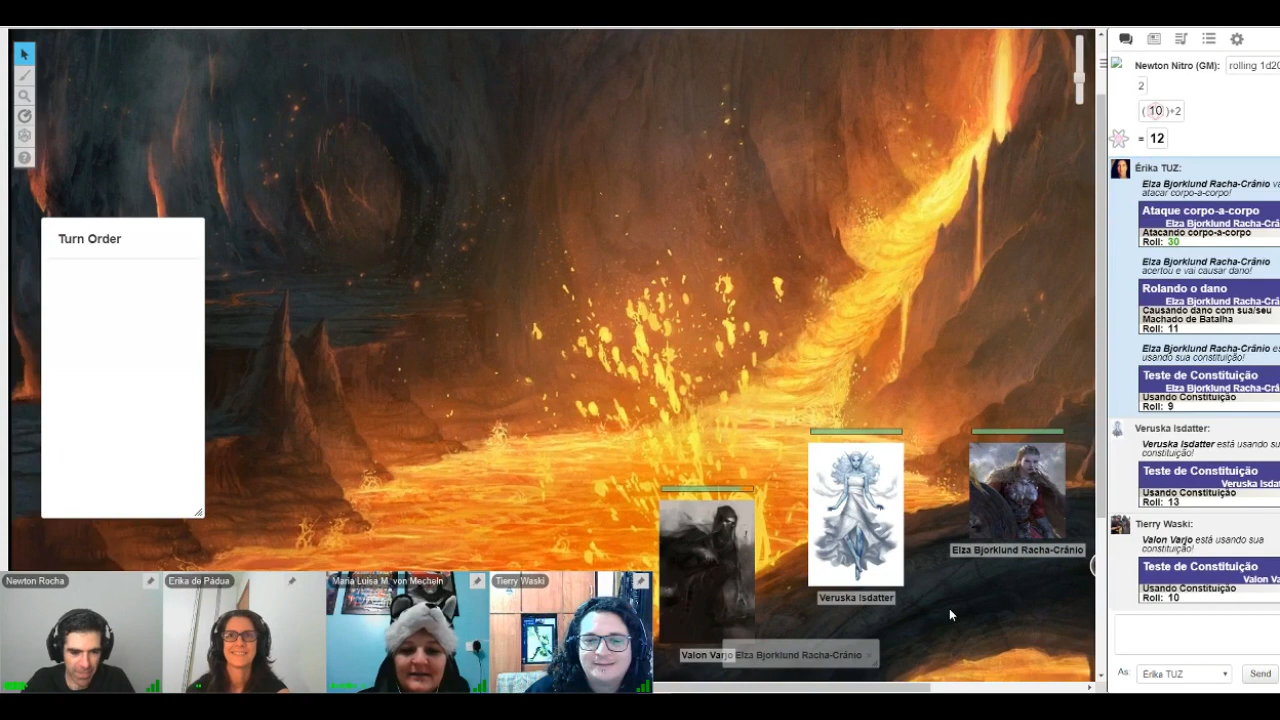 Turn Order
Newton Rocha
Erika de Pádua
Maria Luisa M. von Mecheln
Tierry Waski
Valon Varjo
Elza Bjorklund Racha-Crânio
Veruska Isdatter
Elza Bjorklund Racha-Crânio
Newton Nitro (GM):
rolling 1d20
2
(10)+2
= 12
Érika TUZ:
Elza Bjorklund Racha-Crânio va
atacar corpo-a-corpo!
Ataque corpo-a-corpo
Elza Bjorklund Racha-Crâ
Atacando corpo-a-corpo
Roll: 30
Elza Bjorklund Racha-Crânio
acertou e vai causar dano!
Rolando o dano
Elza Bjorklund Racha-Crâ
Causando dano com sua/seu
Machado de Batalha
Roll: 11
Elza Bjorklund Racha-Crânio es
usando sua constituição!
Teste de Constituição
Elza Bjorklund Racha-Crâ
Usando Constituição
Roll: 9
Veruska Isdatter:
Veruska Isdatter está usando su
constituição!
Teste de Constituição
Veruska Isdat
Usando Constituição
Roll: 13
Tierry Waski:
Valon Varjo está usando sua
constituição!
Teste de Constituição
Valon Va
Usando Constituição
Roll: 10
As:
Érika TUZ
Send